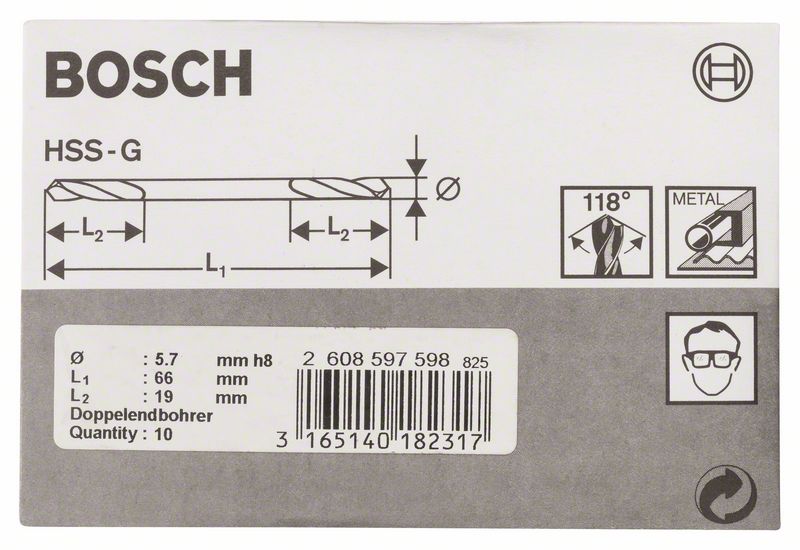 BOSCH
HSS-G
Ø
L2
L2
L1
118°
METAL
Ø : 5.7 mm h8
L1 : 66 mm
L2 : 19 mm
Doppelendbohrer
Quantity : 10
2 608 597 598 825
3 165140 182317